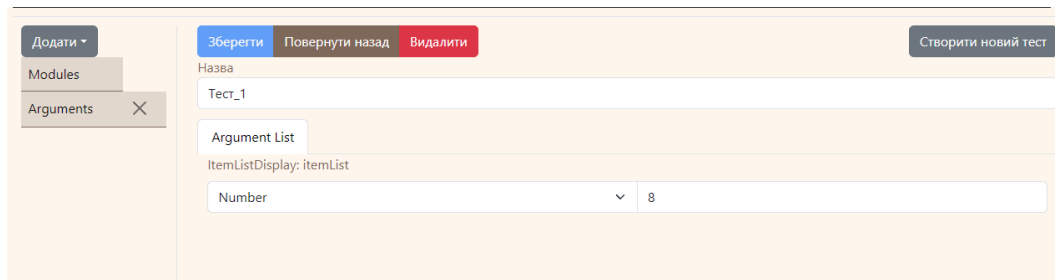 Додати
Зберегти Повернути назад Видалити
Створити новий тест
Modules
Назва
Arguments
Тест_1
Argument List
ItemListDisplay: itemList
Number
8